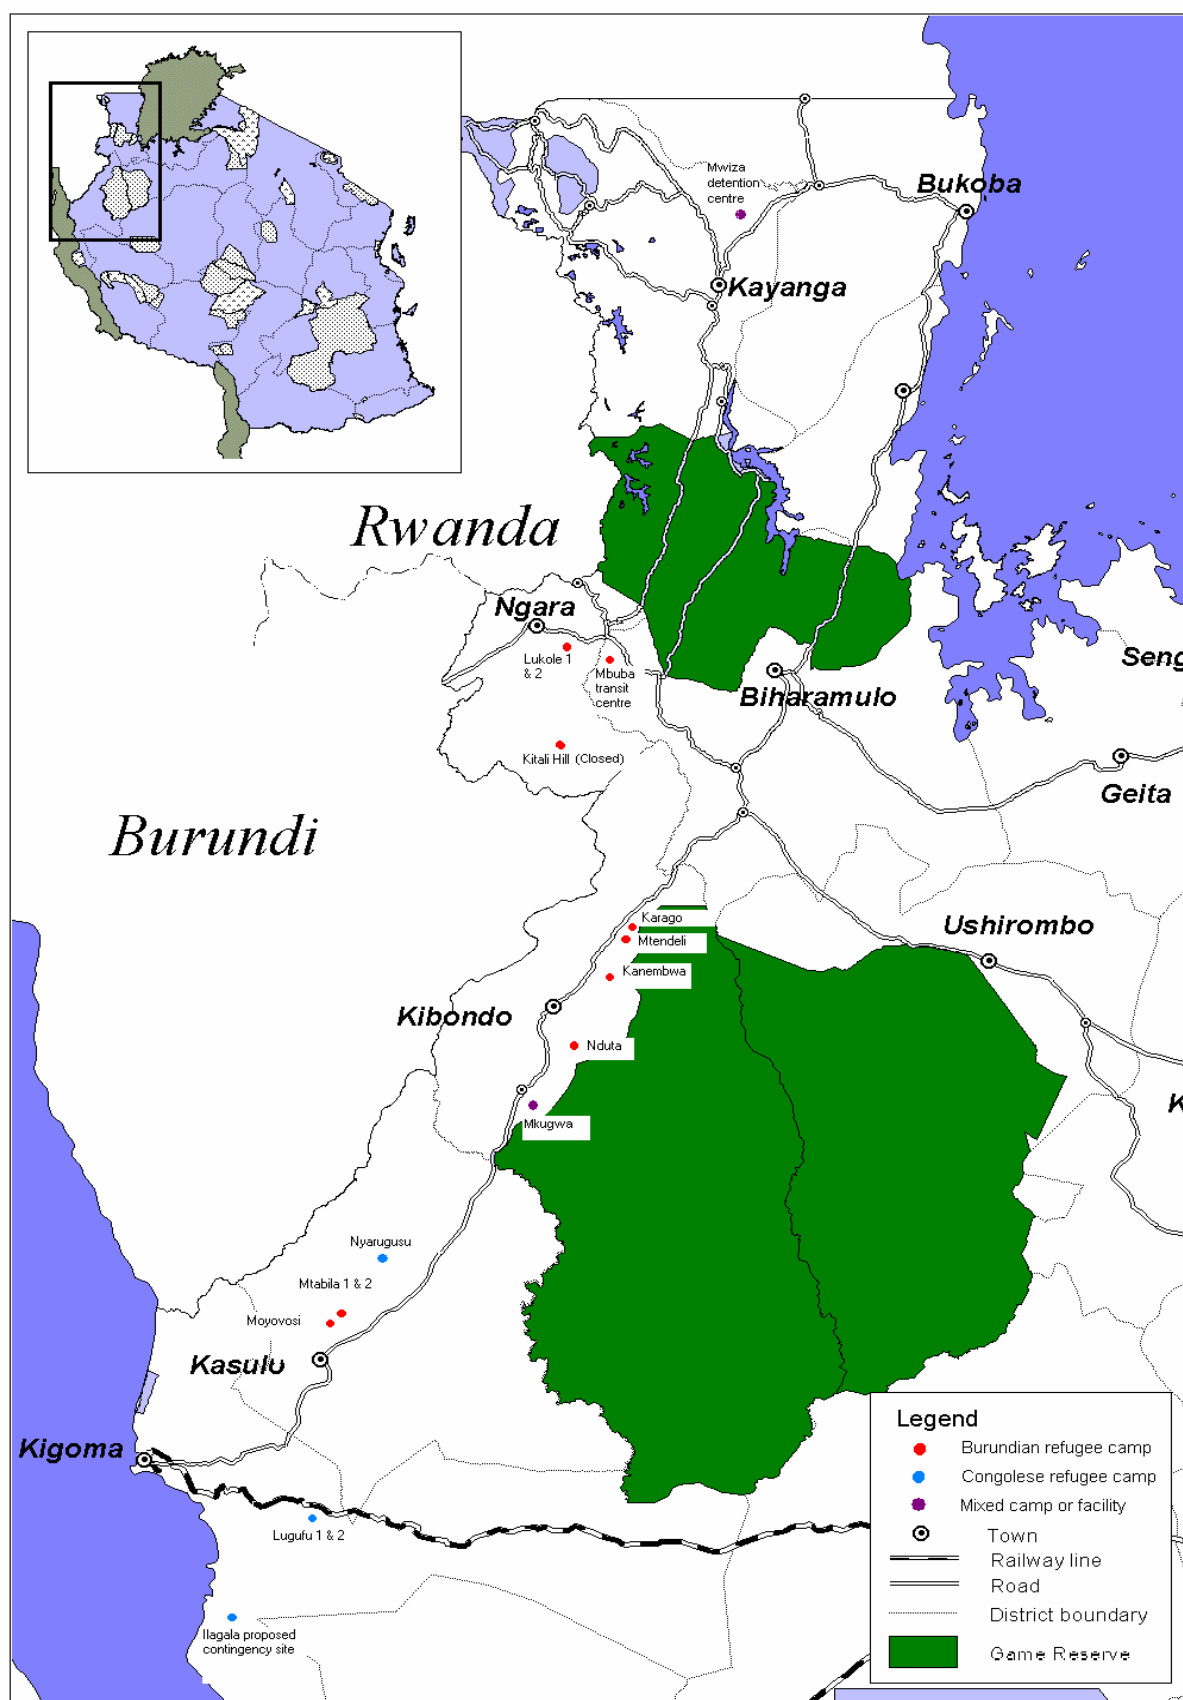 Mwiza
detention
centre
Bukoba
Kayanga
Rwanda
Ngara
Lukole 1
& 2
Mbuba
transit
centre
Seng
Biharamulo
Kitali Hill (Closed)
Geita
Burundi
Karago
Mtendeli
Ushirombo
Kanembwa
Kibondo
Nduta
K
Mkugwa
Nyarugusu
Mtabila 1 & 2
Moyovosi
Kasulu
Kigoma
Lugufu 1 & 2
Ilagala proposed
contingency site
Legend
Burundian refugee camp
Congolese refugee camp
Mixed camp or facility
Town
Railway line
Road
District boundary
Game Reserve